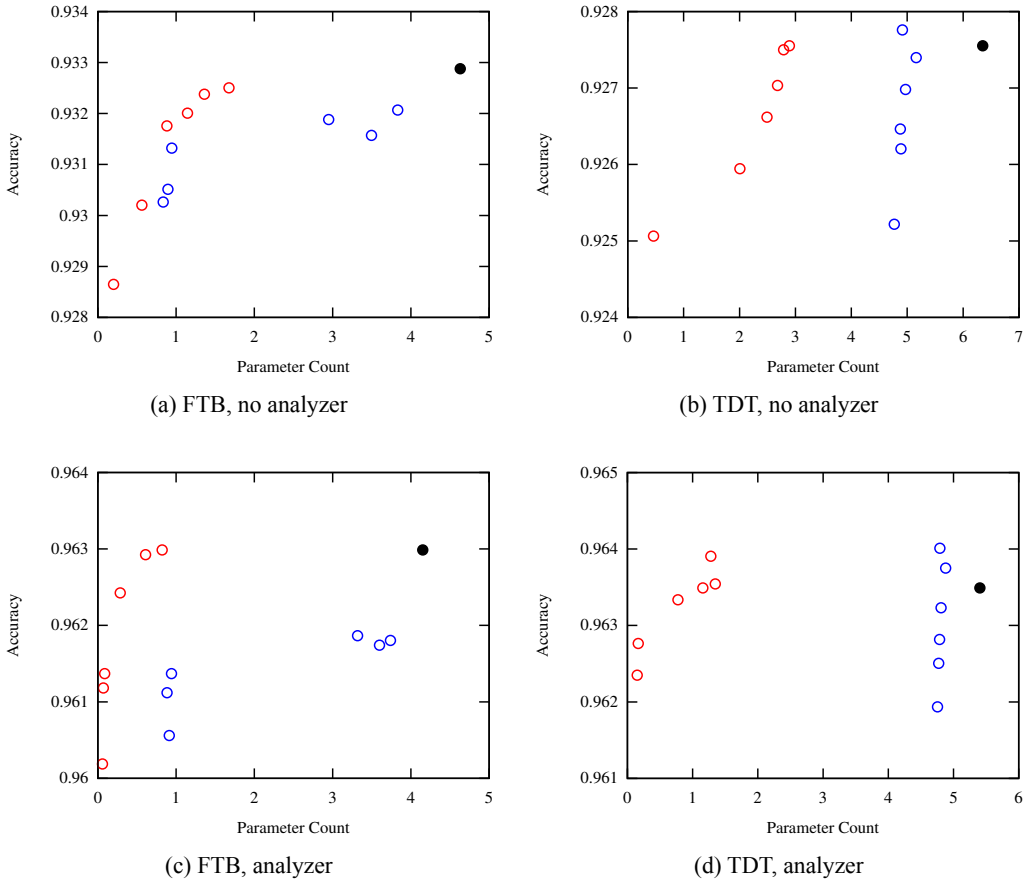 0.934
0.933
0.932
0.931
0.93
0.929
0.928
Accuracy
0 1 2 3 4 5
Parameter Count
(a) FTB, no analyzer
0.928
0.927
0.926
0.925
0.924
Accuracy
0 1 2 3 4 5 6 7
Parameter Count
(b) TDT, no analyzer
0.964
0.963
0.962
0.961
0.96
Accuracy
0 1 2 3 4 5
Parameter Count
(c) FTB, analyzer
0.965
0.964
0.963
0.962
0.961
Accuracy
0 1 2 3 4 5 6
Parameter Count
(d) TDT, analyzer